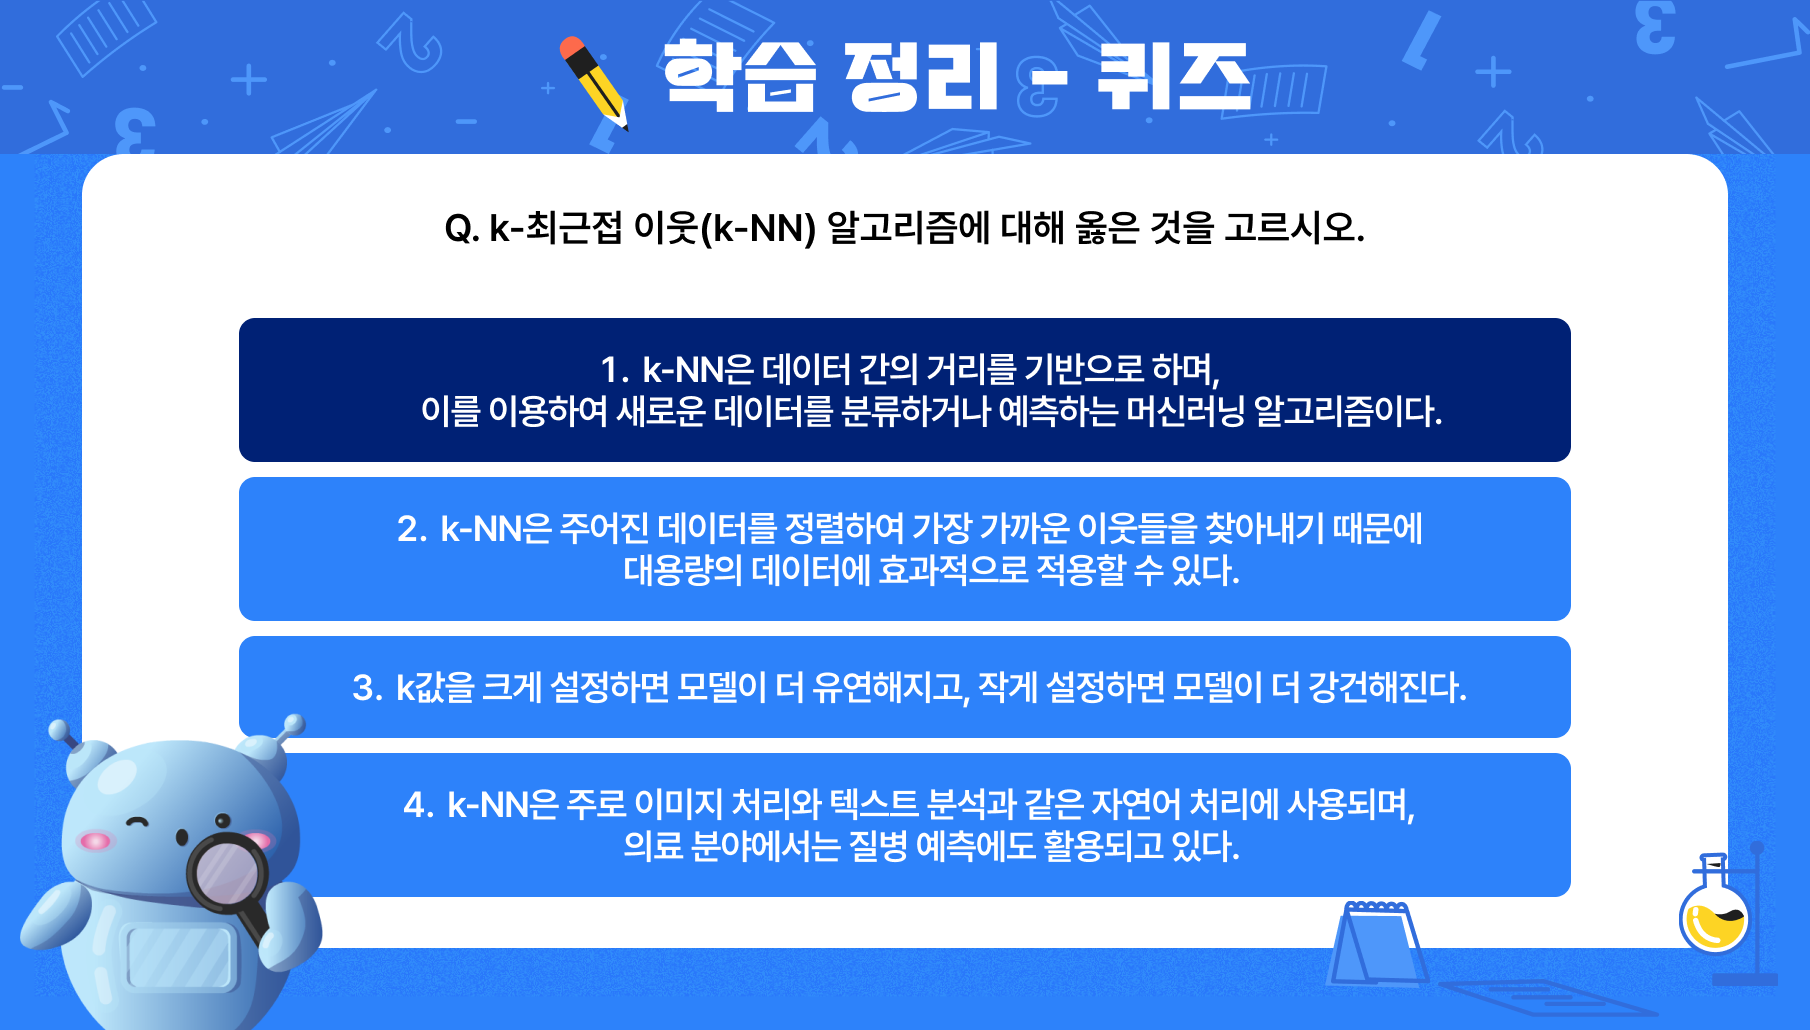 학습 정리 - 퀴즈
Q. k-최근접 이웃(k-NN) 알고리즘에 대해 옳은 것을 고르시오.
1. k-NN은 데이터 간의 거리를 기반으로 하며,
이를 이용하여 새로운 데이터를 분류하거나 예측하는 머신러닝 알고리즘이다.
2. k-NN은 주어진 데이터를 정렬하여 가장 가까운 이웃들을 찾아내기 때문에
대용량의 데이터에 효과적으로 적용할 수 있다.
3. k값을 크게 설정하면 모델이 더 유연해지고, 작게 설정하면 모델이 더 강건해진다.
4. k-NN은 주로 이미지 처리와 텍스트 분석과 같은 자연어 처리에 사용되며,
의료 분야에서는 질병 예측에도 활용되고 있다.